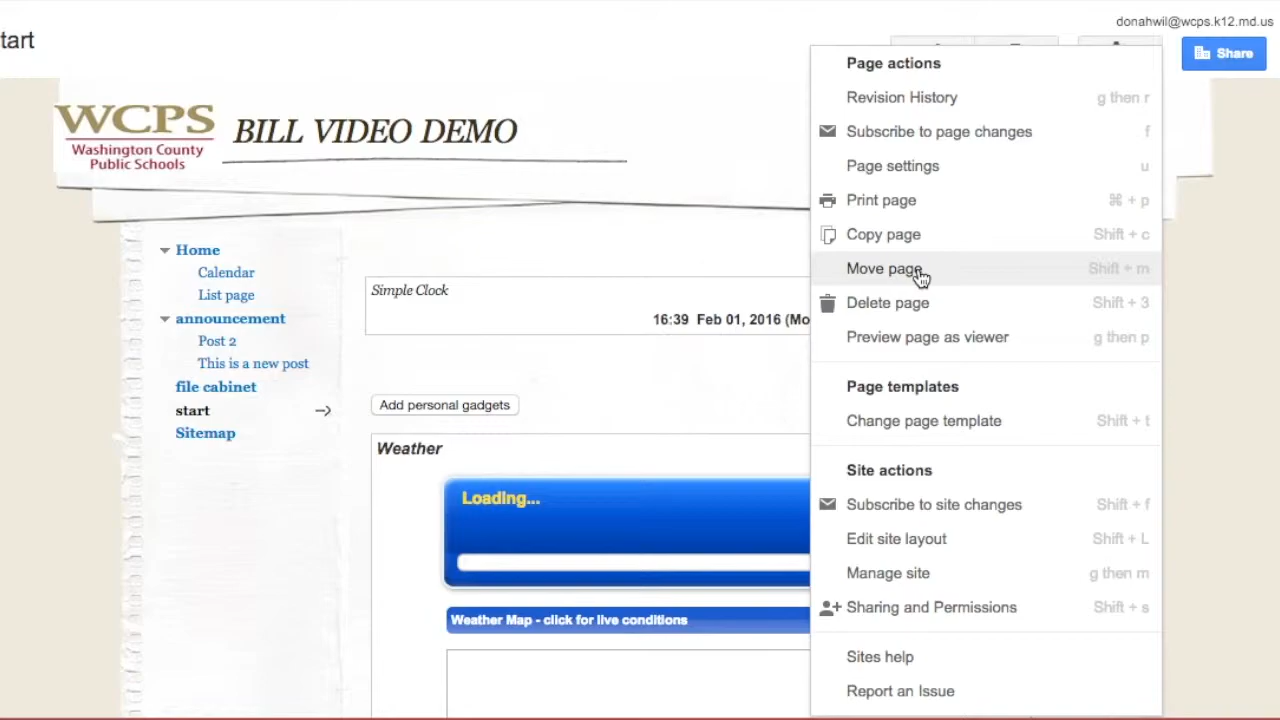 donahwil@wcps.k12.md.us
tart
Share
WCPS
Washington County
Public Schools
BILL VIDEO DEMO
Home
Calendar
List page
announcement
Post 2
This is a new post
file cabinet
start
Sitemap
Simple Clock
16:39 Feb 01, 2016 (Mo
Add personal gadgets
Weather
Loading...
Weather Map - click for live conditions
Page actions
Revision History g then r
Subscribe to page changes f
Page settings u
Print page ⌘ + p
Copy page Shift + c
Move page Shift + m
Delete page Shift + 3
Preview page as viewer g then p
Page templates
Change page template Shift + t
Site actions
Subscribe to site changes Shift + f
Edit site layout Shift + L
Manage site g then m
Sharing and Permissions Shift + s
Sites help
Report an Issue